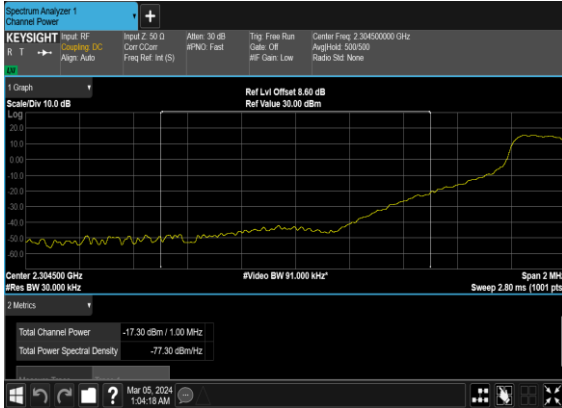 Spectrum Analyzer 1
Channel Power
+
KEYSIGHT Input: RF Input Z: 50 Ω Atten: 30 dB Trig: Free Run Center Freq: 2.304500000 GHz
R T Coupling: DC Corr CCorr #PNO: Fast Gate: Off Avg|Hold: 500/500
Align: Auto Freq Ref: Int (S) #IF Gain: Low Radio Std: None
LNI
1 Graph
Ref Lvl Offset 8.60 dB
Scale/Div 10.0 dB Ref Value 30.00 dBm
Log
20.0
10.0
0.00
-10.0
-20.0
-30.0
-40.0
-50.0
-60.0
Center 2.304500 GHz #Video BW 91.000 kHz* Span 2 MHz
#Res BW 30.000 kHz Sweep 2.80 ms (1001 pts
2 Metrics
Total Channel Power -17.30 dBm / 1.00 MHz
Total Power Spectral Density -77.30 dBm/Hz
?
Mar 05, 2024
1:04:18 AM